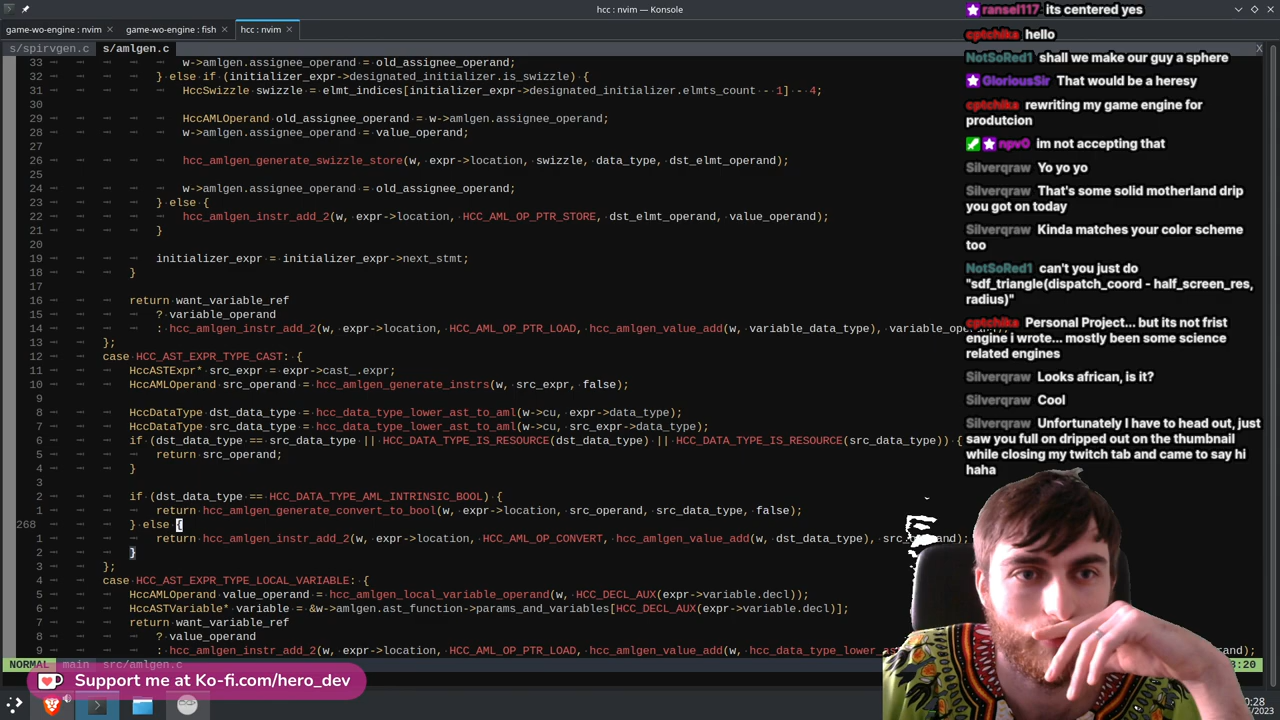 hcc : nvim — Konsole
game-wo-engine : nvim
game-wo-engine : fish
hcc : nvim
s/spirvgen.c s/amlgen.c X
33 w->amlgen.assignee_operand = old_assignee_operand;
32 } else if (initializer_expr->designated_initializer.is_swizzle) {
31 HccSwizzle swizzle = elmt_indices[initializer_expr->designated_initializer.elmts_count - 1] - 4;
30
29 HccAMLOperand old_assignee_operand = w->amlgen.assignee_operand;
28 w->amlgen.assignee_operand = value_operand;
27
26 hcc_amlgen_generate_swizzle_store(w, expr->location, swizzle, data_type, dst_elmt_operand);
25
24 w->amlgen.assignee_operand = old_assignee_operand;
23 } else {
22 hcc_amlgen_instr_add_2(w, expr->location, HCC_AML_OP_PTR_STORE, dst_elmt_operand, value_operand);
21 }
20
19 initializer_expr = initializer_expr->next_stmt;
18 }
17
16 return want_variable_ref
15 ? variable_operand
14 : hcc_amlgen_instr_add_2(w, expr->location, HCC_AML_OP_PTR_LOAD, hcc_amlgen_value_add(w, variable_data_type),
13 };
12 case HCC_AST_EXPR_TYPE_CAST: {
11 HccASTExpr* src_expr = expr->cast_.expr;
10 HccAMLOperand src_operand = hcc_amlgen_generate_instrs(w, src_expr, false);
9
8 HccDataType dst_data_type = hcc_data_type_lower_ast_to_aml(w->cu, expr->data_type);
7 HccDataType src_data_type = hcc_data_type_lower_ast_to_aml(w->cu, src_expr->data_type);
6 if (dst_data_type == src_data_type || HCC_DATA_TYPE_IS_RESOURCE(dst_data_type) || HCC_DATA_TYPE_IS_RESOURCE(src_data_type)) {
5 return src_operand;
4 }
3
2 if (dst_data_type == HCC_DATA_TYPE_AML_INTRINSIC_BOOL) {
1 return hcc_amlgen_generate_convert_to_bool(w, expr->location, src_operand, src_data_type, false);
268 } else {
1 return hcc_amlgen_instr_add_2(w, expr->location, HCC_AML_OP_CONVERT, hcc_amlgen_value_add(w, dst_data_type),
2 }
3 };
4 case HCC_AST_EXPR_TYPE_LOCAL_VARIABLE: {
5 HccAMLOperand value_operand = hcc_amlgen_local_variable_operand(w, HCC_DECL_AUX(expr->variable.decl));
6 HccASTVariable* variable = &w->amlgen.ast_function->params_and_variables[HCC_DECL_AUX(expr->variable.decl)];
7 return want_variable_ref
8 ? value_operand
9 : hcc_amlgen_instr_add_2(w, expr->location, HCC_AML_OP_PTR_LOAD, hcc_amlgen_value_add(w,
NORMAL main src/amlgen.c
Support me at Ko-fi.com/hero_dev
ransel117 its centered yes
cptchika hello
NotSoRed1 shall we make our guy a sphere
GloriousSir That would be a heresy
cptchika rewriting my game engine for
produtcion
npv0 im not accepting that
Silverqraw Yo yo yo
Silverqraw That's some solid motherland drip
you got on today
Silverqraw Kinda matches your color scheme
too
NotSoRed1 can't you just do
"sdf_triangle(dispatch_coord - half_screen_res,
radius)"
cptchika Personal Project... but its not frist
engine i wrote... mostly been some science
related engines
Silverqraw Looks african, is it?
Silverqraw Cool
Silverqraw Unfortunately I have to head out, just
saw you full on dripped out on the thumbnail
while closing my twitch tab and came to say hi
haha